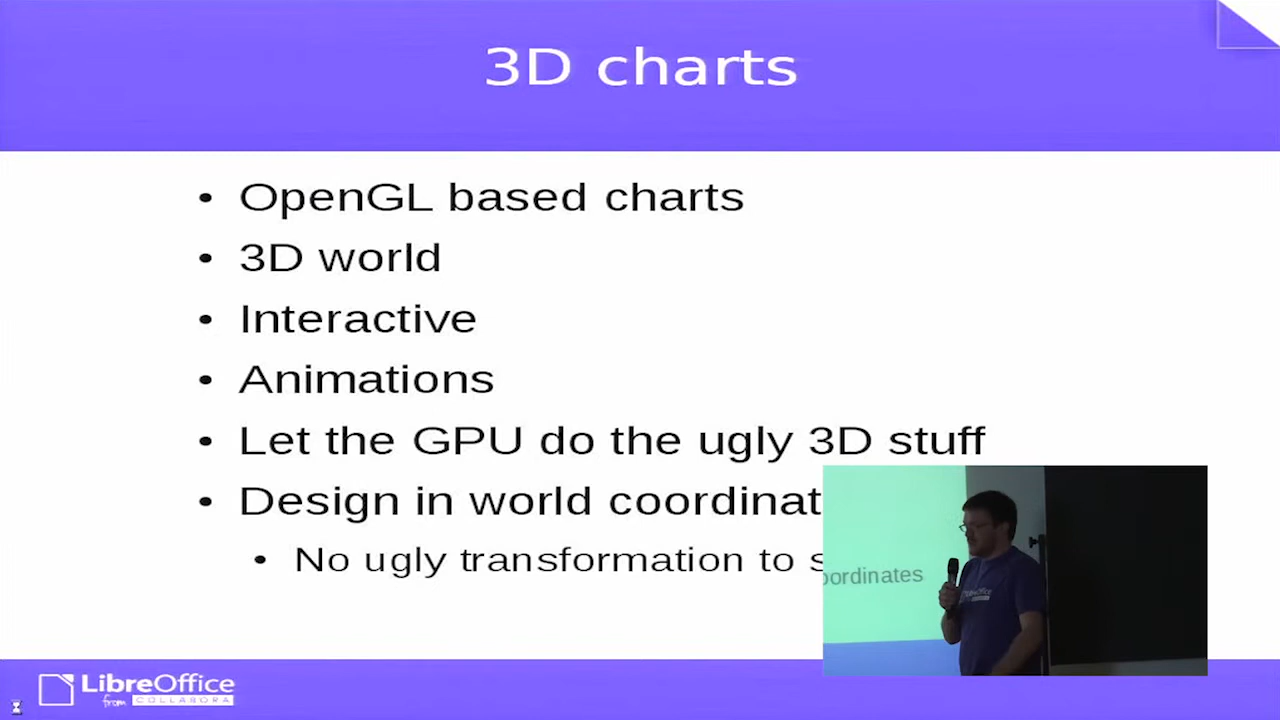 3D charts
• OpenGL based charts
• 3D world
• Interactive
• Animations
• Let the GPU do the ugly 3D stuff
• Design in world coordinat
• No ugly transformation to s
oordinates
LibreOffice
LibreOffice
from COLLABORA